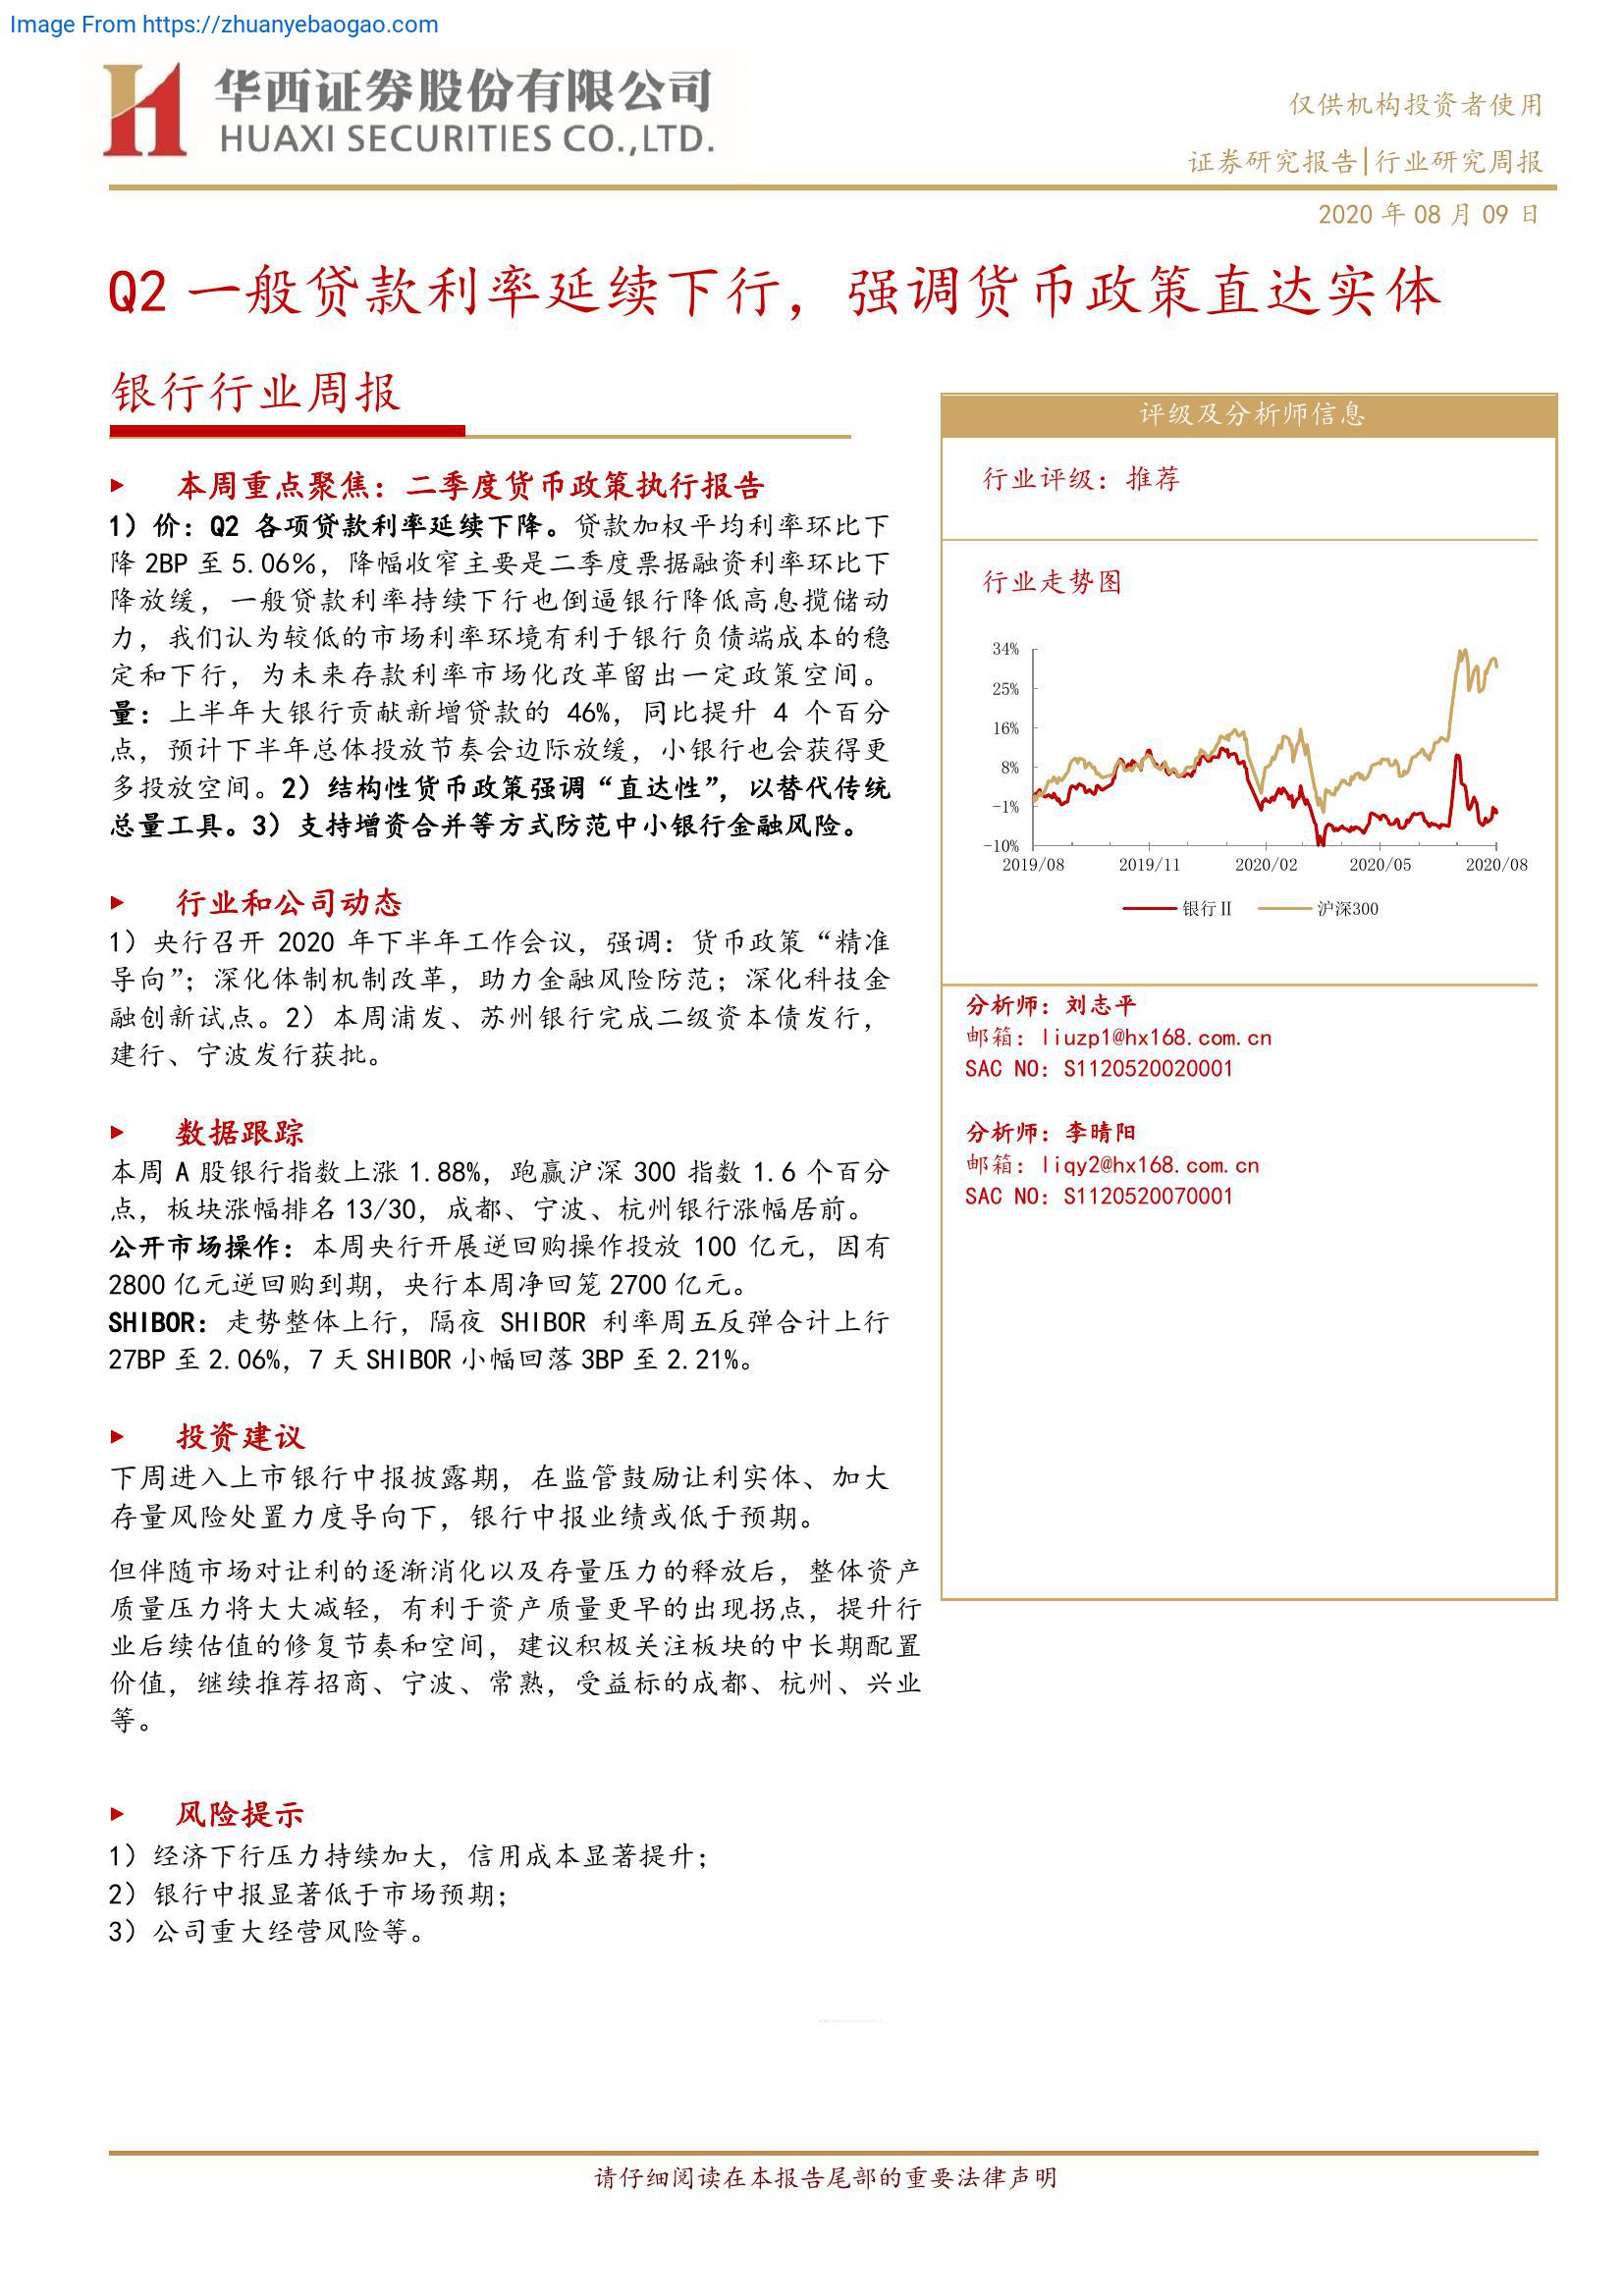 Image From https://zhuanyebaogao.com
华西证券股份有限公司
HUAXI SECURITIES CO.,LTD.
仅供机构投资者使用
证券研究报告|行业研究周报
2020 年 08 月 09 日
Q2 一般贷款利率延续下行，强调货币政策直达实体
银行行业周报
本周重点聚焦：二季度货币政策执行报告
1）价：Q2 各项贷款利率延续下降。贷款加权平均利率环比下
降 2BP 至 5.06%，降幅收窄主要是二季度票据融资利率环比下
降放缓，一般贷款利率持续下行也倒逼银行降低高息揽储动
力，我们认为较低的市场利率环境有利于银行负债端成本的稳
定和下行，为未来存款利率市场化改革留出一定政策空间。
量：上半年大银行贡献新增贷款的 46%，同比提升 4 个百分
点，预计下半年总体投放节奏会边际放缓，小银行也会获得更
多投放空间。2）结构性货币政策强调“直达性”，以替代传统
总量工具。3）支持增资合并等方式防范中小银行金融风险。
行业和公司动态
1）央行召开 2020 年下半年工作会议，强调：货币政策“精准
导向”；深化体制机制改革，助力金融风险防范；深化科技金
融创新试点。2）本周浦发、苏州银行完成二级资本债发行，
建行、宁波发行获批。
数据跟踪
本周 A 股银行指数上涨 1.88%，跑赢沪深 300 指数 1.6 个百分
点，板块涨幅排名 13/30，成都、宁波、杭州银行涨幅居前。
公开市场操作：本周央行开展逆回购操作投放 100 亿元，因有
2800 亿元逆回购到期，央行本周净回笼 2700 亿元。
SHIBOR：走势整体上行，隔夜 SHIBOR 利率周五反弹合计上行
27BP 至 2.06%，7 天 SHIBOR 小幅回落 3BP 至 2.21%。
投资建议
下周进入上市银行中报披露期，在监管鼓励让利实体、加大
存量风险处置力度导向下，银行中报业绩或低于预期。
但伴随市场对让利的逐渐消化以及存量压力的释放后，整体资产
质量压力将大大减轻，有利于资产质量更早的出现拐点，提升行
业后续估值的修复节奏和空间，建议积极关注板块的中长期配置
价值，继续推荐招商、宁波、常熟，受益标的成都、杭州、兴业
等。
风险提示
1）经济下行压力持续加大，信用成本显著提升；
2）银行中报显著低于市场预期；
3）公司重大经营风险等。
评级及分析师信息
行业评级：推荐
行业走势图
34%
25%
16%
8%
-1%
-10%
2019/08 2019/11 2020/02 2020/05 2020/08
银行Ⅱ 沪深300
分析师：刘志平
邮箱：liuzp1@hx168.com.cn
SAC NO：S1120520020001
分析师：李晴阳
邮箱：liqy2@hx168.com.cn
SAC NO：S1120520070001
请仔细阅读在本报告尾部的重要法律声明